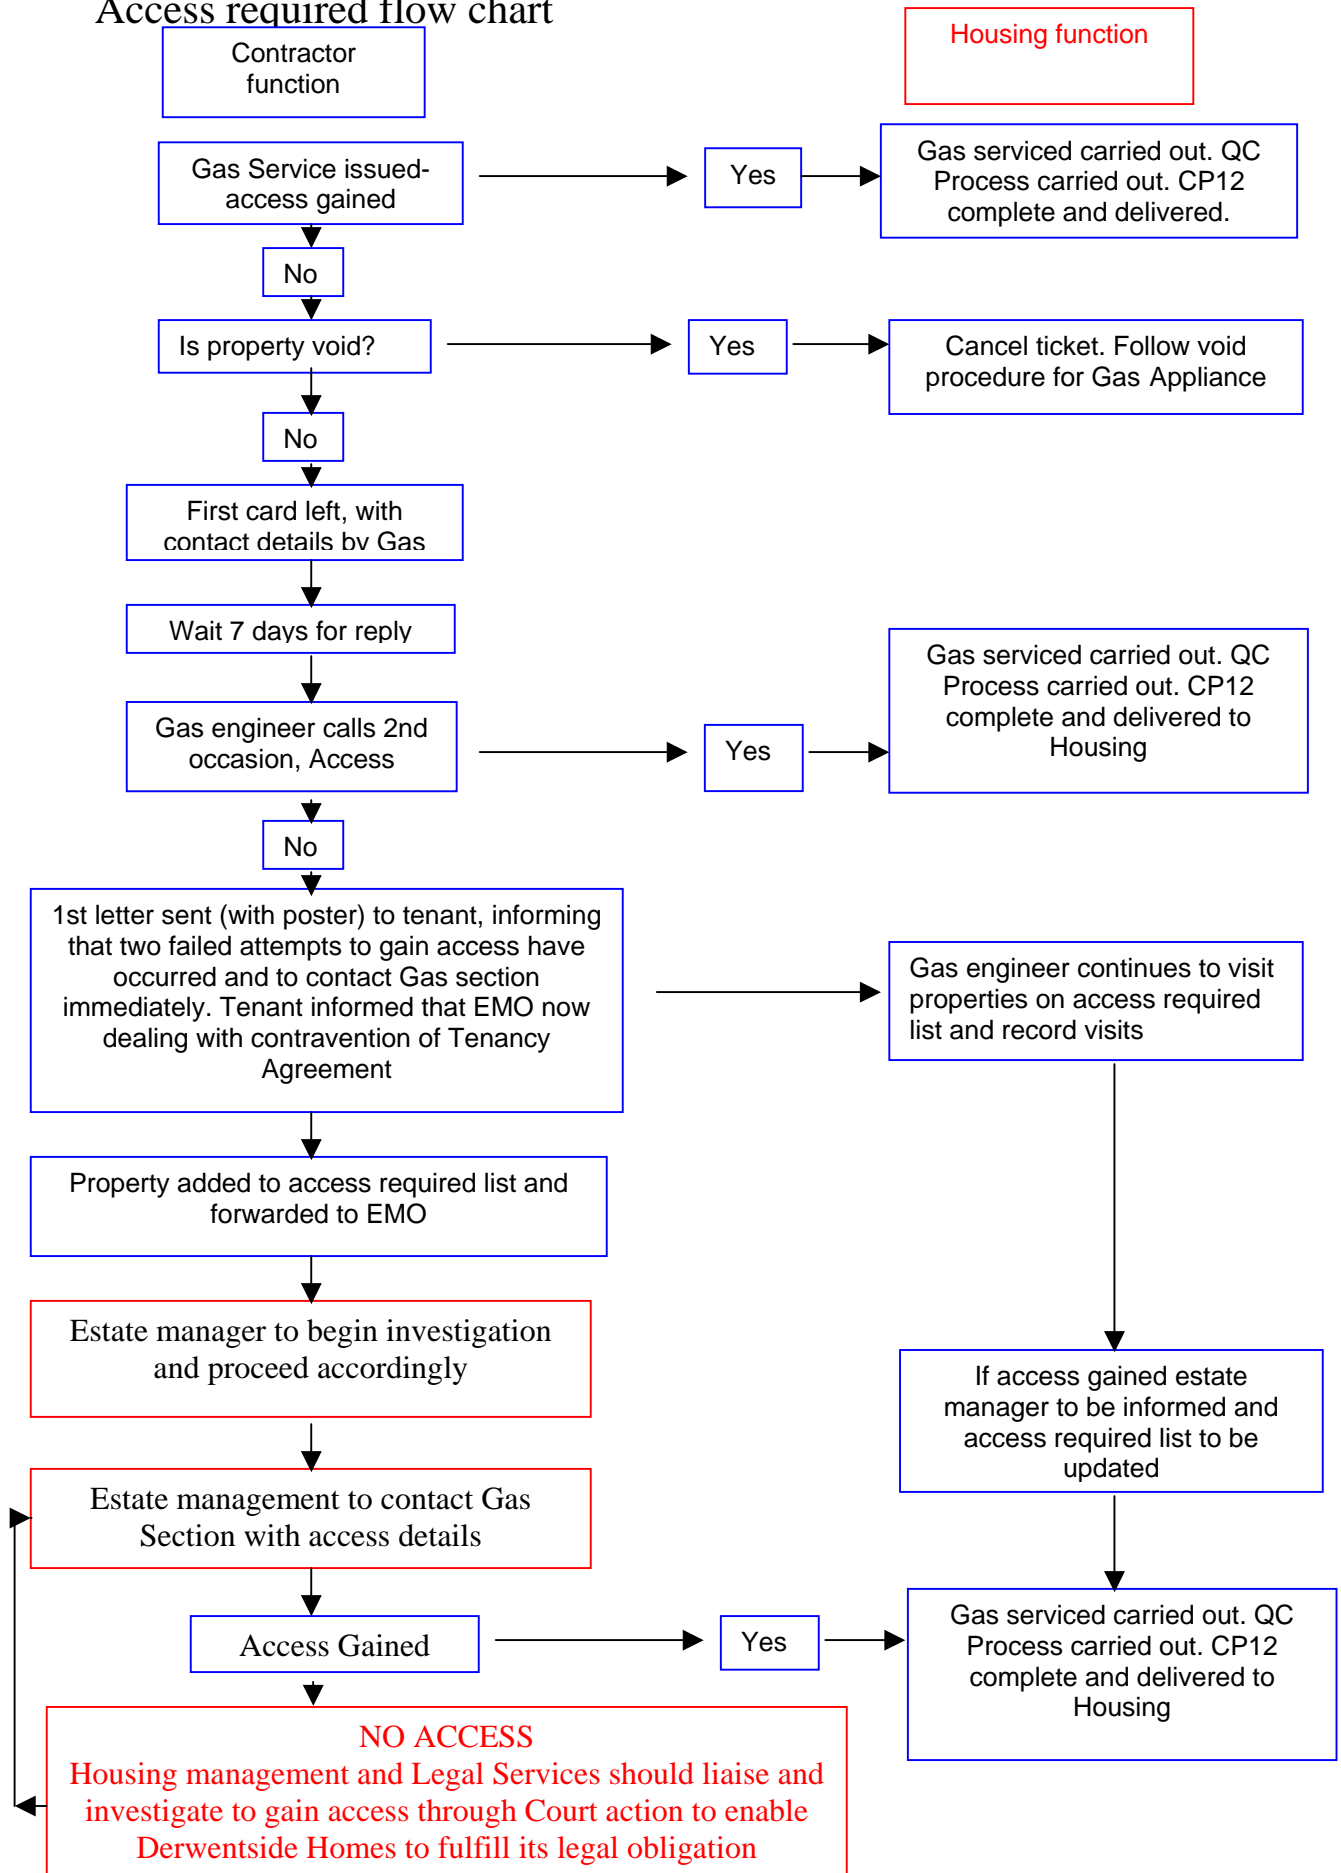 Access required flow chart
Contractor
function
Housing function
Gas Service issued-
access gained
Yes
Gas serviced carried out. QC
Process carried out. CP12
complete and delivered.
No
Is property void?
Yes
Cancel ticket. Follow void
procedure for Gas Appliance
No
First card left, with
contact details by Gas
Wait 7 days for reply
Gas engineer calls 2nd
occasion, Access
Yes
Gas serviced carried out. QC
Process carried out. CP12
complete and delivered to
Housing
No
1st letter sent (with poster) to tenant, informing
that two failed attempts to gain access have
occurred and to contact Gas section
immediately. Tenant informed that EMO now
dealing with contravention of Tenancy
Agreement
Gas engineer continues to visit
properties on access required
list and record visits
Property added to access required list and
forwarded to EMO
Estate manager to begin investigation
and proceed accordingly
If access gained estate
manager to be informed and
access required list to be
updated
Estate management to contact Gas
Section with access details
Access Gained
Yes
Gas serviced carried out. QC
Process carried out. CP12
complete and delivered to
Housing
NO ACCESS
Housing management and Legal Services should liaise and
investigate to gain access through Court action to enable
Derwentside Homes to fulfill its legal obligation